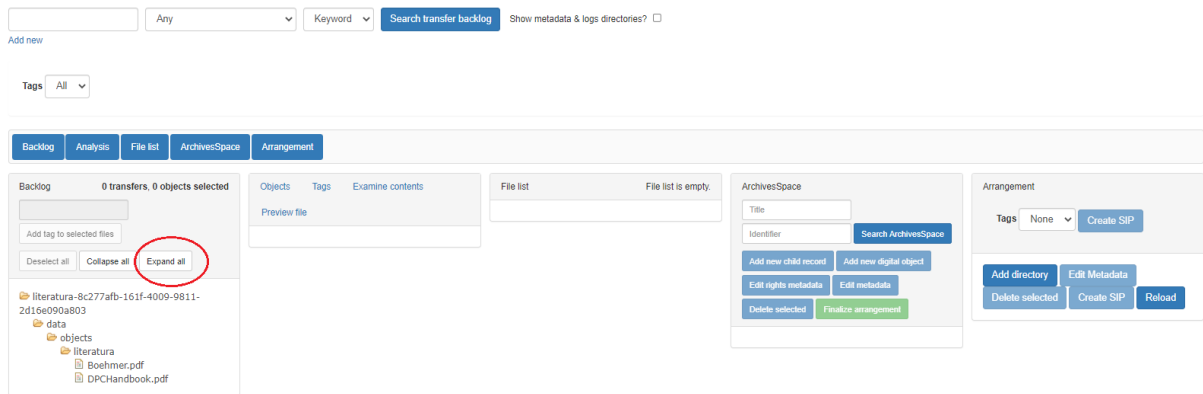 Any
Keyword
Search transfer backlog
Show metadata & logs directories?
Add new
Tags
All
Backlog
Analysis
File list
ArchivesSpace
Arrangement
Backlog
0 transfers, 0 objects selected
Add tag to selected files
Deselect all
Collapse all
Expand all
literatura-8c277afb-161f-4009-9811-
2d16e090a803
data
objects
literatura
Boehmer.pdf
DPCHandbook.pdf
Objects
Tags
Examine contents
Preview file
File list
File list is empty.
ArchivesSpace
Title
Identifier
Search ArchivesSpace
Add new child record
Add new digital object
Edit rights metadata
Edit metadata
Delete selected
Finalize arrangement
Arrangement
Tags
None
Create SIP
Add directory
Edit Metadata
Delete selected
Create SIP
Reload